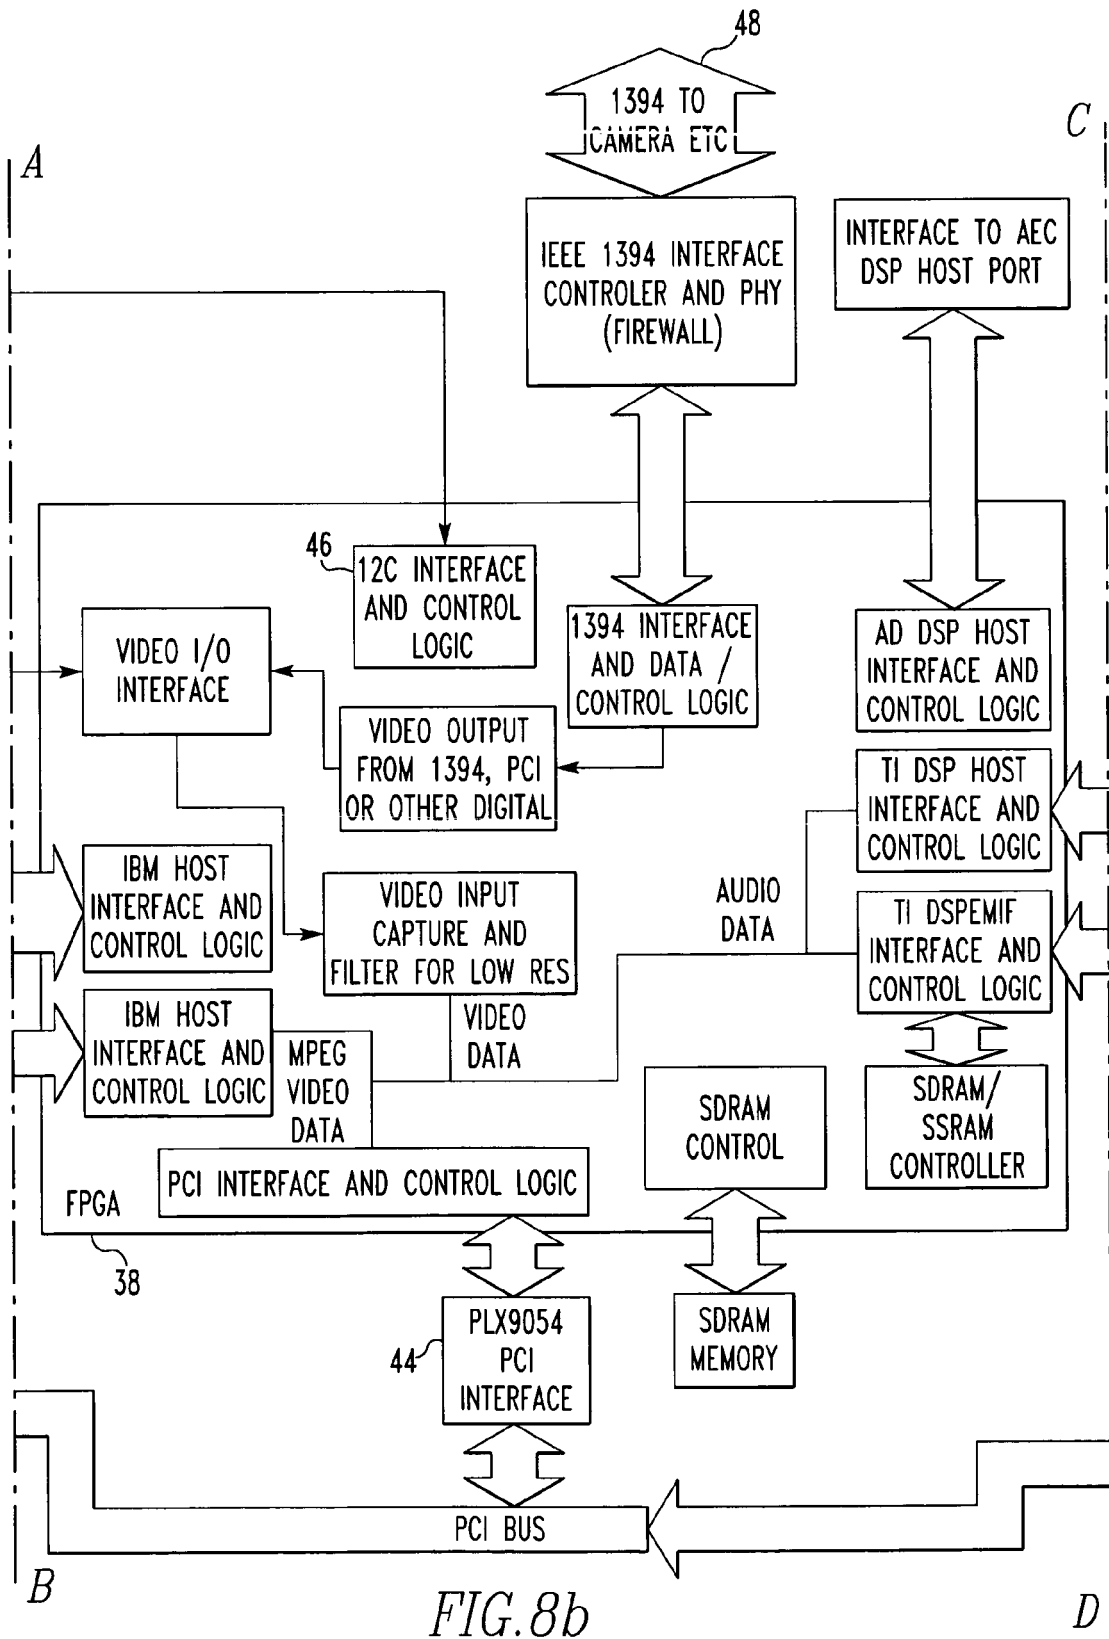 48
1394 TO
CAMERA ETC
C
A
IEEE 1394 INTERFACE
CONTROLER AND PHY
(FIREWALL)
INTERFACE TO AEC
DSP HOST PORT
46
12C INTERFACE
AND CONTROL
LOGIC
VIDEO I/O
INTERFACE
1394 INTERFACE
AND DATA /
CONTROL LOGIC
AD DSP HOST
INTERFACE AND
CONTROL LOGIC
VIDEO OUTPUT
FROM 1394, PCI
OR OTHER DIGITAL
TI DSP HOST
INTERFACE AND
CONTROL LOGIC
IBM HOST
INTERFACE AND
CONTROL LOGIC
VIDEO INPUT
CAPTURE AND
FILTER FOR LOW RES
AUDIO
DATA
TI DSPEMIF
INTERFACE AND
CONTROL LOGIC
IBM HOST
INTERFACE AND
CONTROL LOGIC
MPEG
VIDEO
DATA
VIDEO
DATA
SDRAM
CONTROL
SDRAM/
SSRAM
CONTROLLER
PCI INTERFACE AND CONTROL LOGIC
FPGA
38
PLX9054
PCI
INTERFACE
44
SDRAM
MEMORY
PCI BUS
B
FIG.8b
D